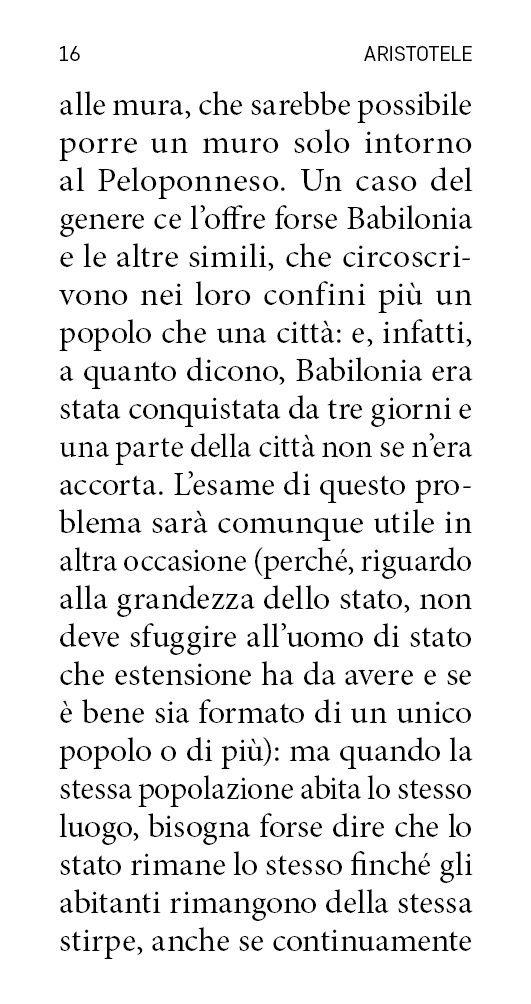 16 ARISTOTELE
alle mura, che sarebbe possibile
porre un muro solo intorno
al Peloponneso. Un caso del
genere ce l’offre forse Babilonia
e le altre simili, che circoscri-
vono nei loro confini più un
popolo che una città: e, infatti,
a quanto dicono, Babilonia era
stata conquistata da tre giorni e
una parte della città non se n’era
accorta. L’esame di questo pro-
blema sarà comunque utile in
altra occasione (perché, riguardo
alla grandezza dello stato, non
deve sfuggire all’uomo di stato
che estensione ha da avere e se
è bene sia formato di un unico
popolo o di più): ma quando la
stessa popolazione abita lo stesso
luogo, bisogna forse dire che lo
stato rimane lo stesso finché gli
abitanti rimangono della stessa
stirpe, anche se continuamente